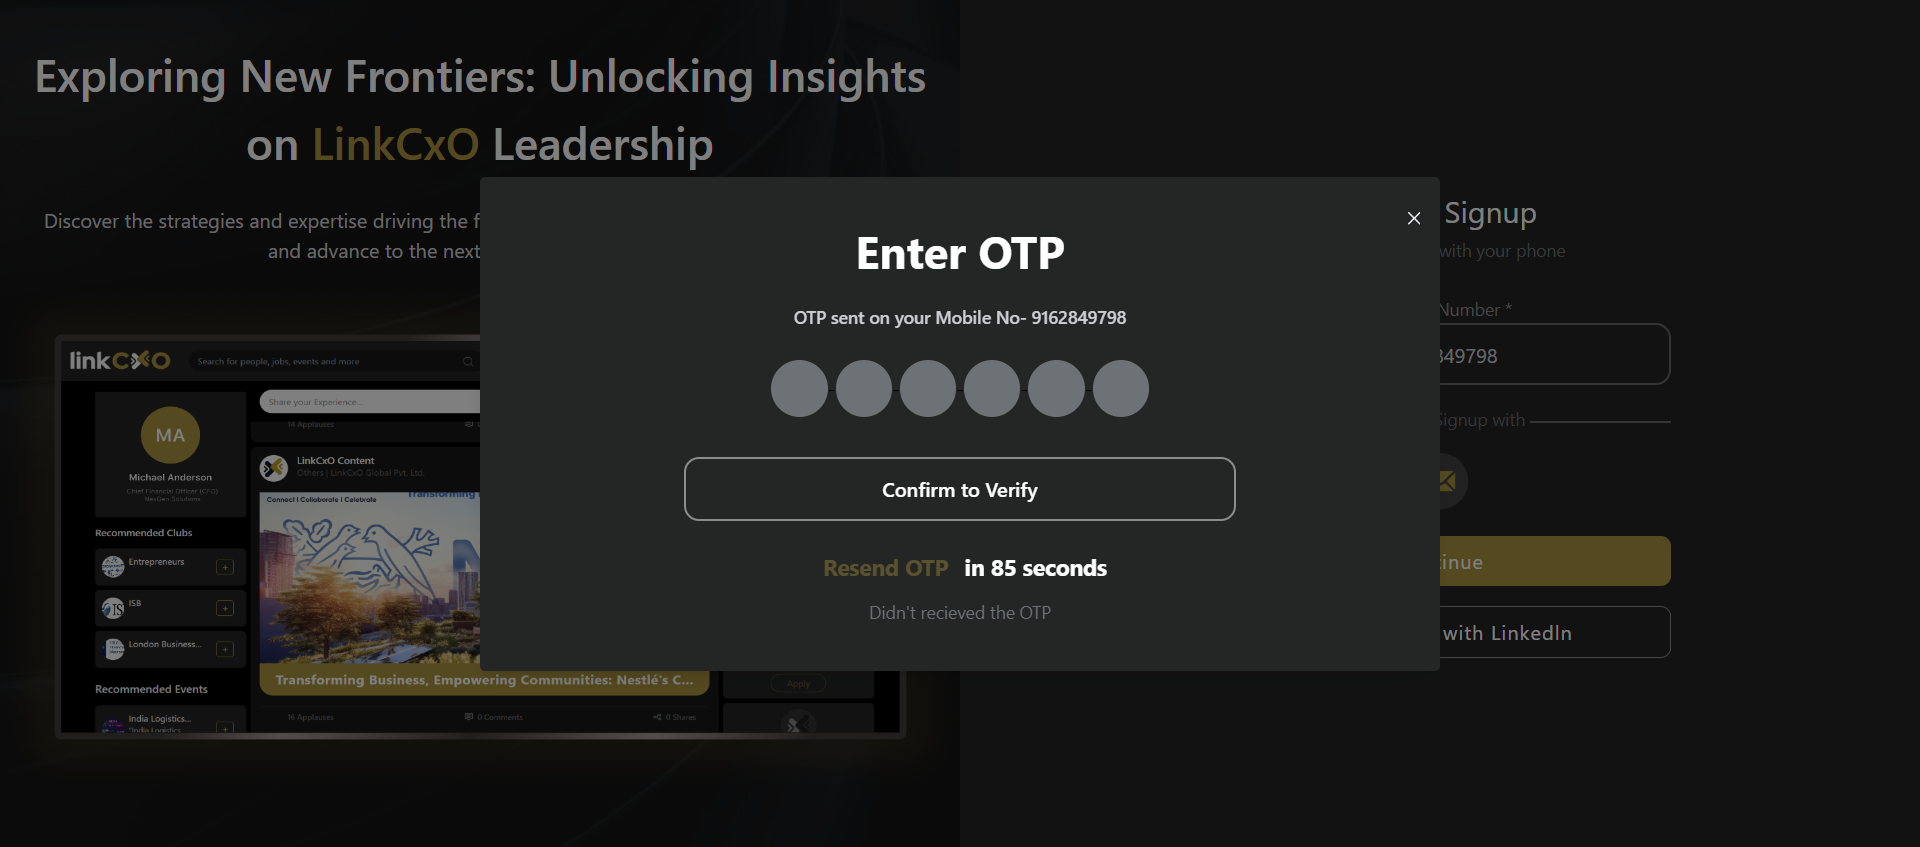 Exploring New Frontiers: Unlocking Insights
on LinkCxO Leadership
Discover the strategies and expertise driving the f
and advance to the next
linkCXO
Search for people, jobs, events and more
MA
Michael Anderson
Chief Financial Officer (CFO)
NexGen Solutions
Recommended Clubs
Entrepreneurs
+
ISB
+
London Business...
+
Recommended Events
India Logistics...
"India Logistics
+
Share your Experience...
14 Applauses
LinkCxO Content
Others | LinkCxO Global Pvt. Ltd.
Connect I Collaborate I Celebrate
Transforming
N
Transforming Business, Empowering Communities: Nestlé's C...
16 Applauses
0 Comments
0 Shares
Apply
Enter OTP
OTP sent on your Mobile No- 9162849798
Confirm to Verify
Resend OTP in 85 seconds
Didn't recieved the OTP
Signup
with your phone
Number *
849798
Signup with
inue
with LinkedIn